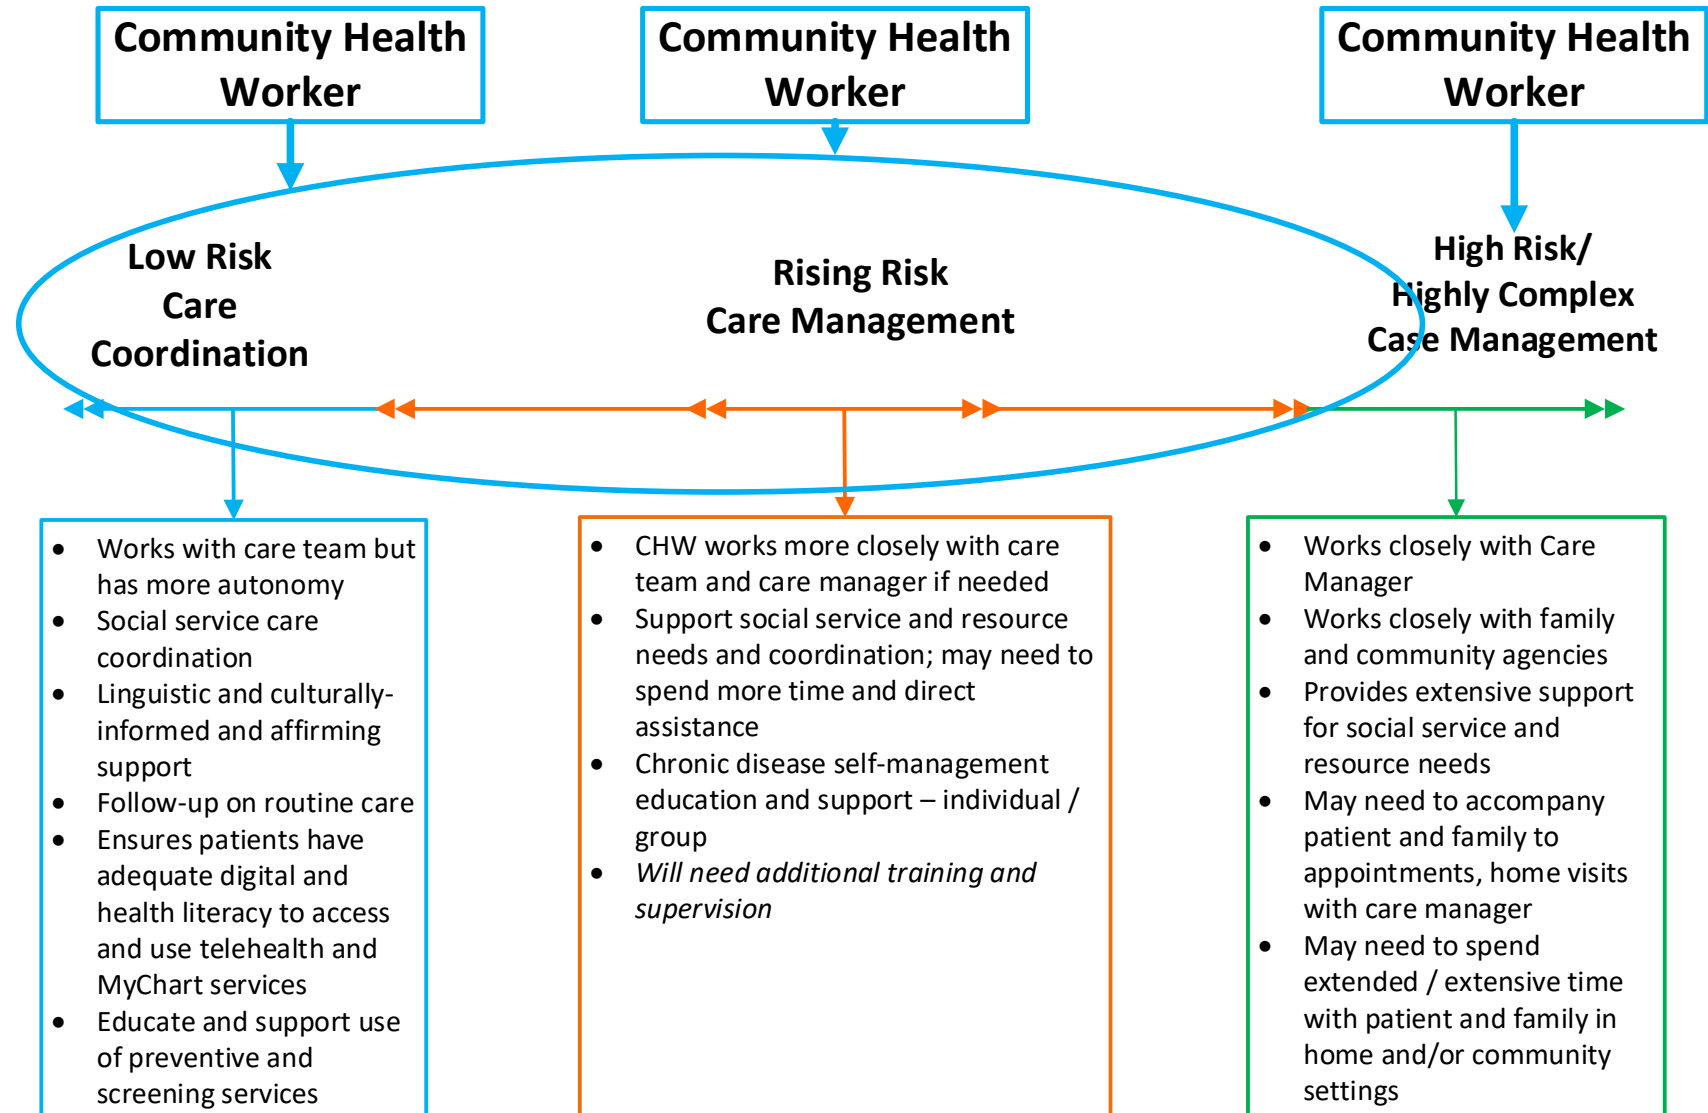 Community Health
Worker
Community Health
Worker
Community Health
Worker
Low Risk
Care
Coordination
Rising Risk
Care Management
High Risk/
Highly Complex
Case Management
• Works with care team but
has more autonomy
• Social service care
coordination
• Linguistic and culturally-
informed and affirming
support
• Follow-up on routine care
• Ensures patients have
adequate digital and
health literacy to access
and use telehealth and
MyChart services
• Educate and support use
of preventive and
screening services
• CHW works more closely with care
team and care manager if needed
• Support social service and resource
needs and coordination; may need to
spend more time and direct
assistance
• Chronic disease self-management
education and support – individual /
group
• Will need additional training and
supervision
• Works closely with Care
Manager
• Works closely with family
and community agencies
• Provides extensive support
for social service and
resource needs
• May need to accompany
patient and family to
appointments, home visits
with care manager
• May need to spend
extended / extensive time
with patient and family in
home and/or community
settings